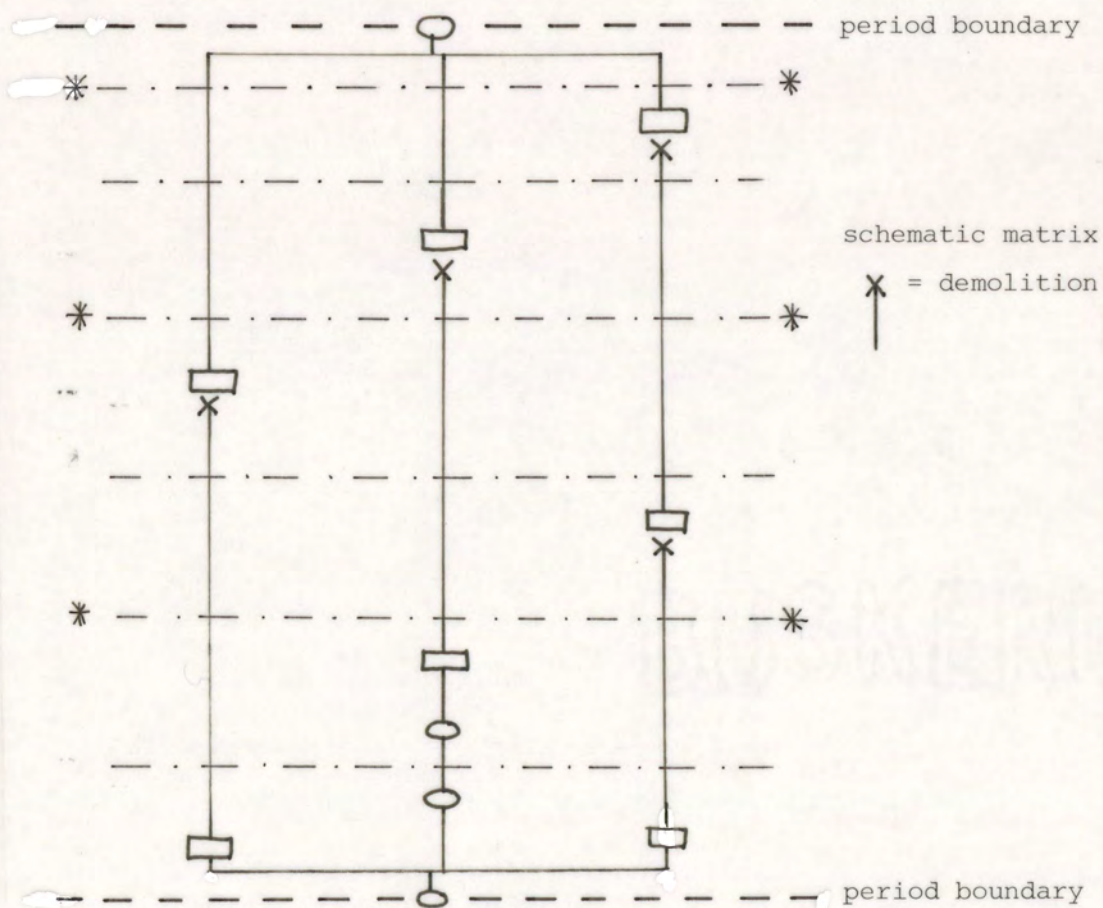 period boundary
schematic matrix
= demolition
period boundary